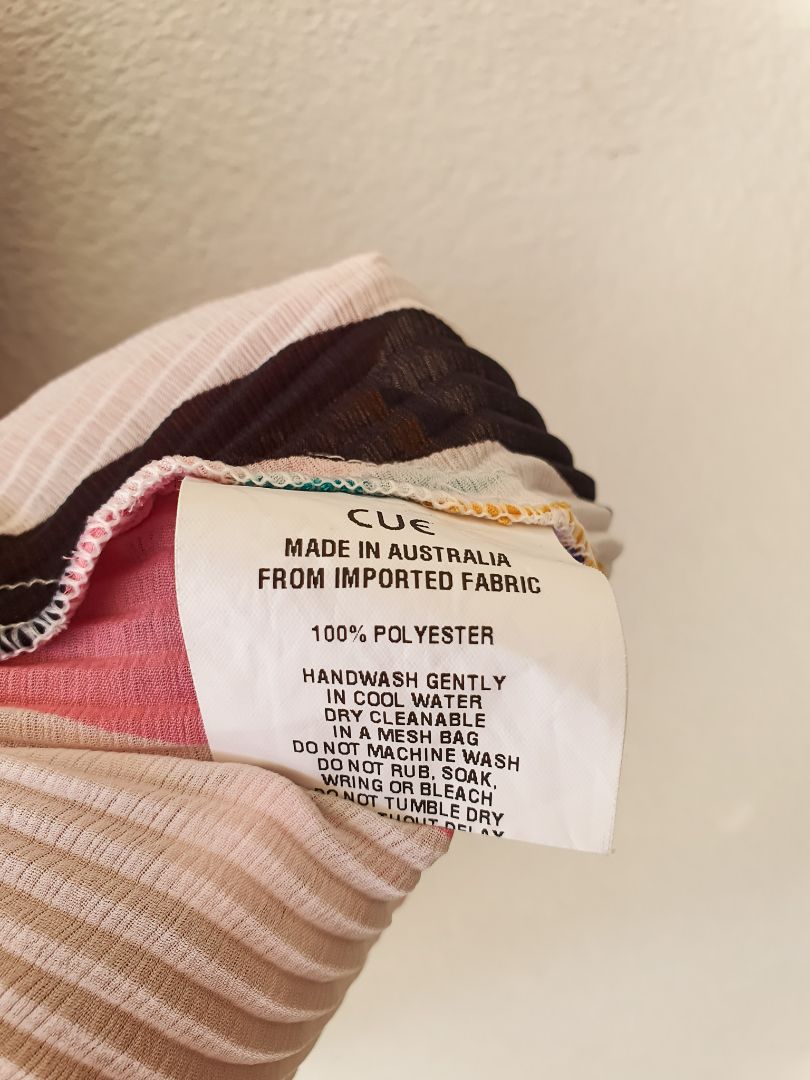 CUE
MADE IN AUSTRALIA
FROM IMPORTED FABRIC
100% POLYESTER
HANDWASH GENTLY
IN COOL WATER
DRY CLEANABLE
IN A MESH BAG
DO NOT MACHINE WASH
DO NOT RUB, SOAK,
WRING OR BLEACH
DO NOT TUMBLE DRY
DELAY